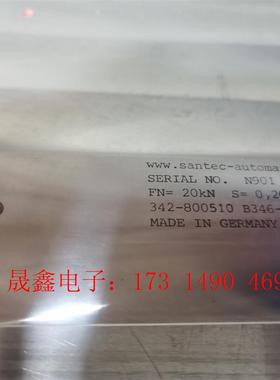 www.santec-automa
SERIAL NO. N901
FN= 20kN S= 0,20
342-800510 B346-
MADE IN GERMANY
晟鑫电子：173 1490 469